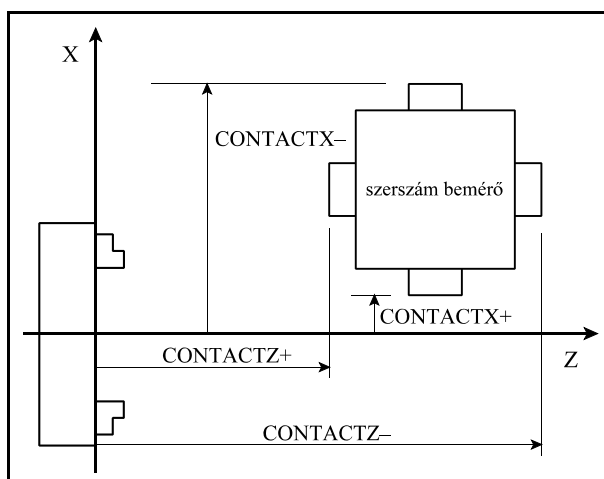 X
CONTACTX–
szerszám bemérő
CONTACTX+
CONTACTZ+
Z
CONTACTZ–